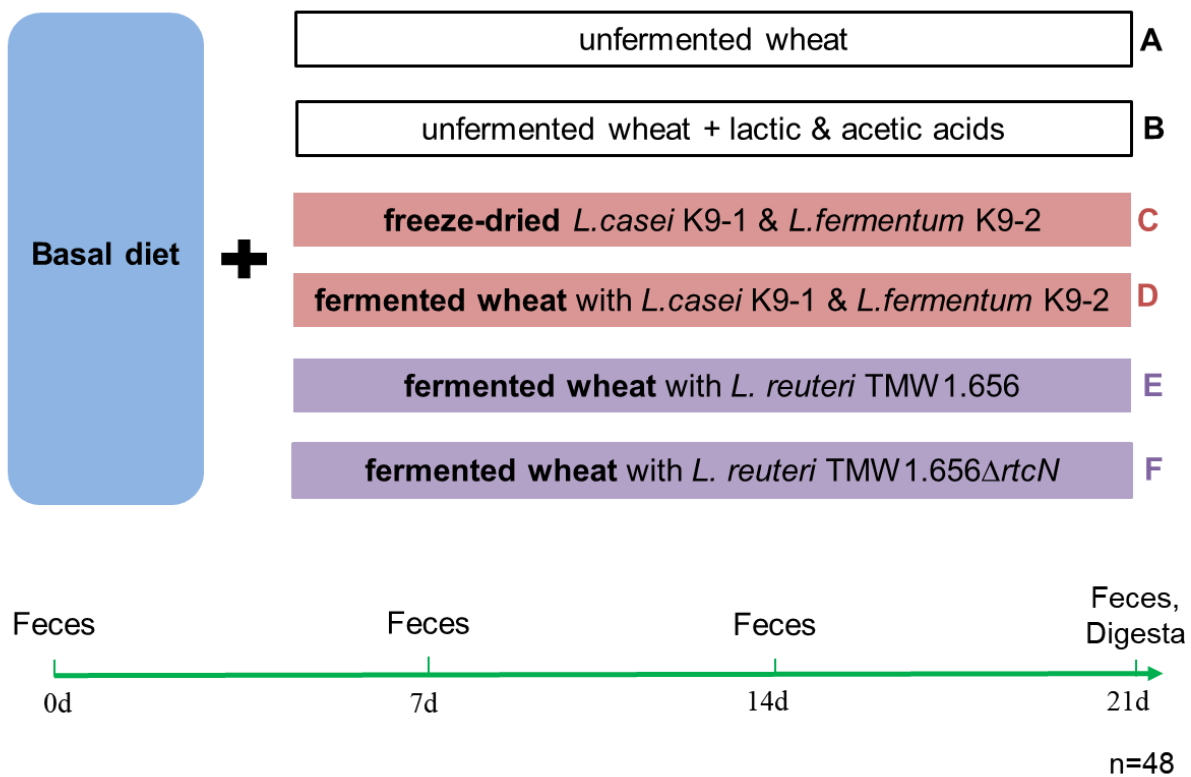 unfermented wheat A
unfermented wheat + lactic & acetic acids B
freeze-dried L.casei K9-1 & L.fermentum K9-2 C
Basal diet +
fermented wheat with L.casei K9-1 & L.fermentum K9-2 D
fermented wheat with L. reuteri TMW1.656 E
fermented wheat with L. reuteri TMW1.656ΔrtcN F
Feces Feces Feces Feces,
Digesta
0d 7d 14d 21d
n=48